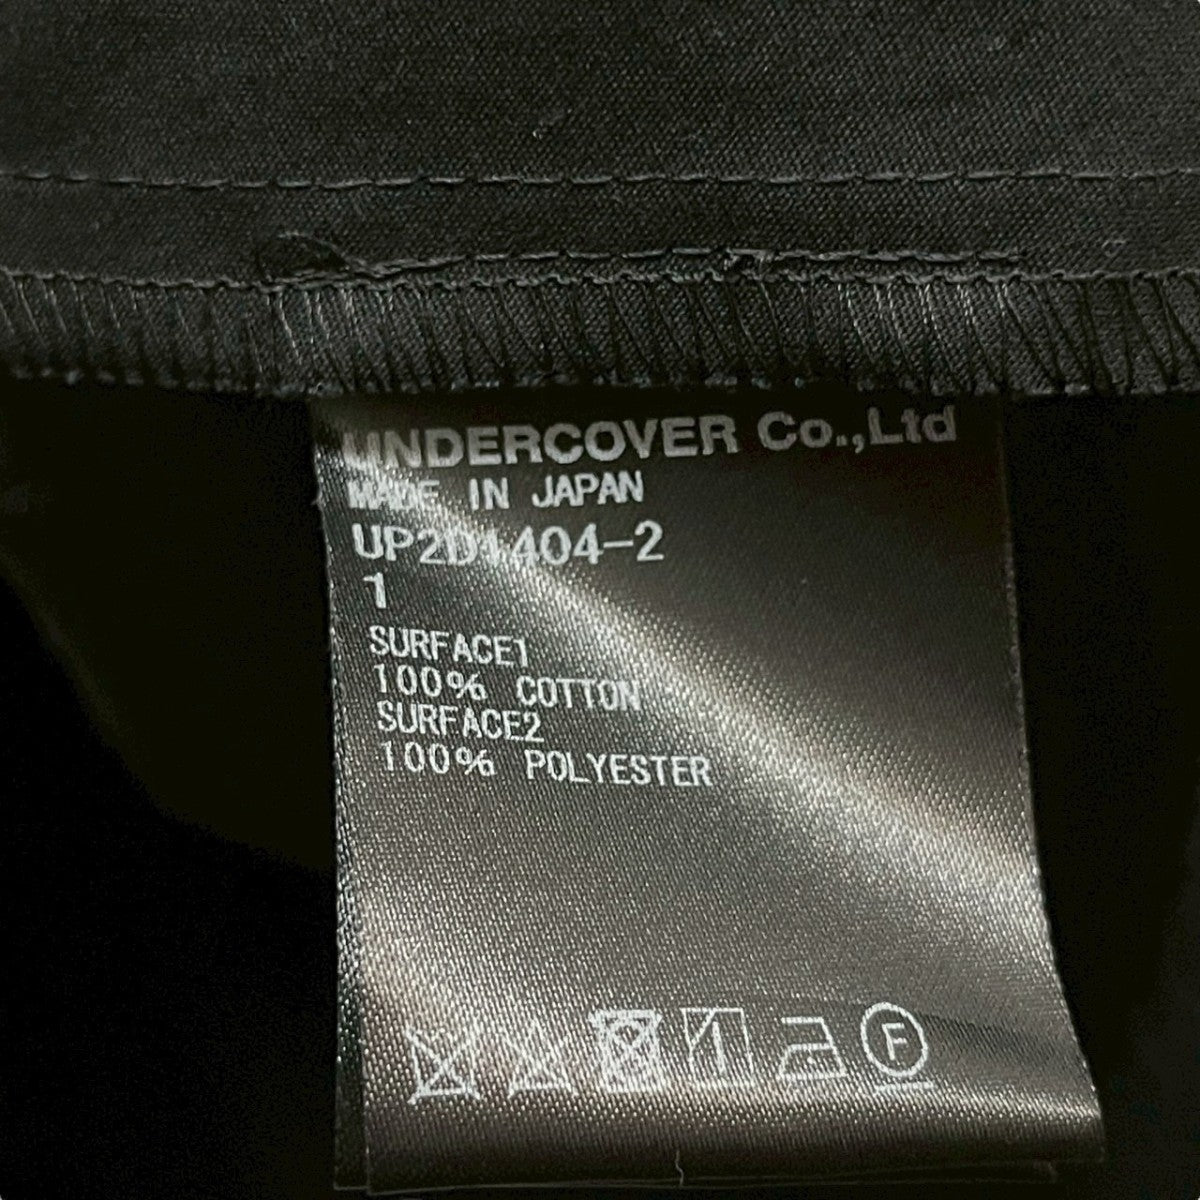 UNDERCOVER Co.,Ltd
MADE IN JAPAN
UP2D1404-2
1
SURFACE1
100% COTTON
SURFACE2
100% POLYESTER
F